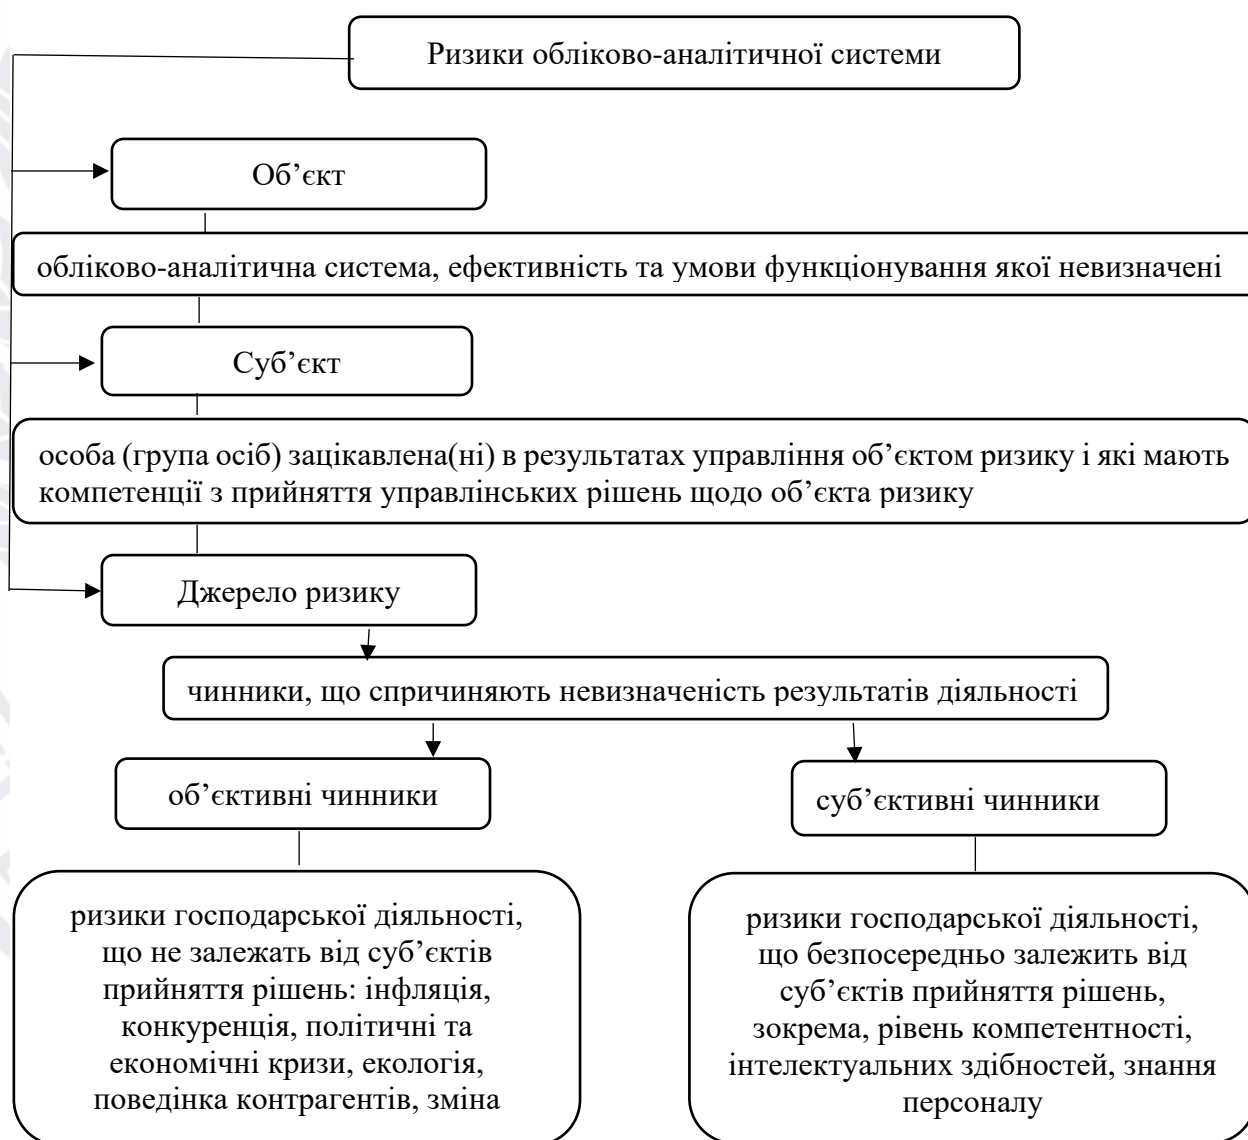 Ризики обліково-аналітичної системи
Об’єкт
обліково-аналітична система, ефективність та умови функціонування якої невизначені
Суб’єкт
особа (група осіб) зацікавлена(ні) в результатах управління об’єктом ризику і які мають
компетенції з прийняття управлінських рішень щодо об’єкта ризику
Джерело ризику
чинники, що спричиняють невизначеність результатів діяльності
об’єктивні чинники
суб’єктивні чинники
ризики господарської діяльності,
що не залежать від суб’єктів
прийняття рішень: інфляція,
конкуренція, політичні та
економічні кризи, екологія,
поведінка контрагентів, зміна
ризики господарської діяльності,
що безпосередньо залежить від
суб’єктів прийняття рішень,
зокрема, рівень компетентності,
інтелектуальних здібностей, знання
персоналу